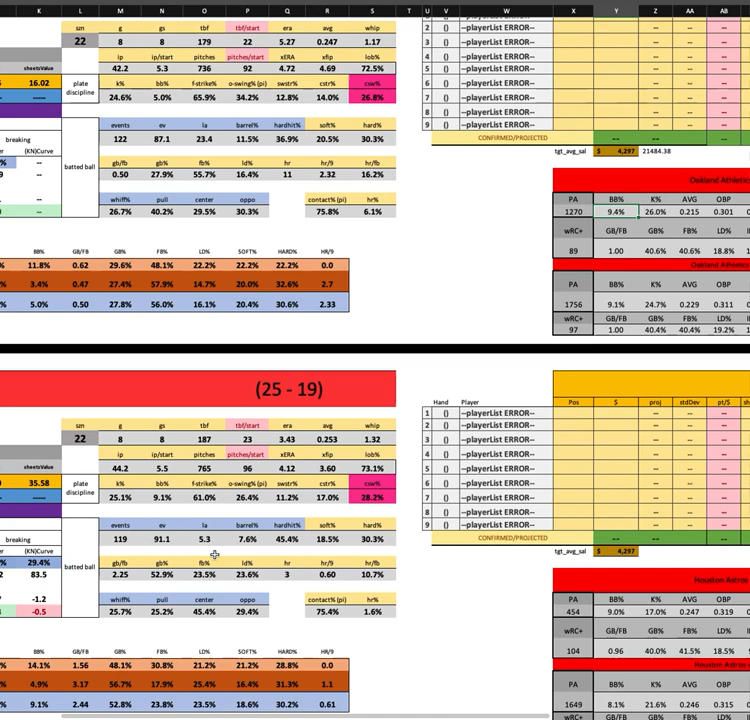 K L M N O P Q R S T U V W X Y Z AA AB
szn g gs tbf tbf/start era avg whip
22 8 8 179 22 5.27 0.247 1.17
ip ip/start pitches pitches/start xERA xfip lob%
42.2 5.3 736 92 4.72 4.69 72.5%
sheetsValue
16.02
plate discipline
k% bb% f-strike% o-swing% (pi) swstr% cstr% csw%
24.6% 5.0% 65.9% 34.2% 12.8% 14.0% 26.8%
breaking
(KN)Curve
--
--
--
--
batted ball
events ev la barrel% hardhit% soft% hard%
122 87.1 23.4 11.5% 36.9% 20.5% 30.3%
gb/fb gb% fb% ld% hr hr/9 hr/fb
0.50 27.9% 55.7% 16.4% 11 2.32 16.2%
whiff% pull center oppo contact% (pi) hr%
26.7% 40.2% 29.5% 30.3% 75.8% 6.1%
BB% GB/FB GB% FB% LD% SOFT% HARD% HR/9
11.8% 0.62 29.6% 48.1% 22.2% 22.2% 22.2% 0.0
3.4% 0.47 27.4% 57.9% 14.7% 20.0% 32.6% 2.7
5.0% 0.50 27.8% 56.0% 16.1% 20.4% 30.6% 2.33
2 () --playerList ERROR-- -- -- --
3 () --playerList ERROR-- -- -- --
4 () --playerList ERROR-- -- -- --
5 () --playerList ERROR-- -- -- --
6 () --playerList ERROR-- -- -- --
7 () --playerList ERROR-- -- -- --
8 () --playerList ERROR-- -- -- --
9 () --playerList ERROR-- -- -- --
CONFIRMED/PROJECTED -- -- --
tgt_avg_sal $ 4,297 21484.38
Oakland Athletics
PA BB% K% AVG OBP
1270 9.4% 26.0% 0.215 0.301
wRC+ GB/FB GB% FB% LD%
89 1.00 40.6% 40.6% 18.8%
Oakland Athletics
PA BB% K% AVG OBP
1756 9.1% 24.7% 0.229 0.311
wRC+ GB/FB GB% FB% LD%
97 1.00 40.4% 40.4% 19.2%
(25 - 19)
szn g gs tbf tbf/start era avg whip
22 8 8 187 23 3.43 0.253 1.32
ip ip/start pitches pitches/start xERA xfip lob%
44.2 5.5 765 96 4.12 3.60 73.1%
sheetsValue
35.58
plate discipline
k% bb% f-strike% o-swing% (pi) swstr% cstr% csw%
25.1% 9.1% 61.0% 26.4% 11.2% 17.0% 28.2%
breaking
(KN)Curve
29.4%
83.5
-1.2
-0.5
batted ball
events ev la barrel% hardhit% soft% hard%
119 91.1 5.3 7.6% 45.4% 18.5% 30.3%
gb/fb gb% fb% ld% hr hr/9 hr/fb
2.25 52.9% 23.5% 23.6% 3 0.60 10.7%
whiff% pull center oppo contact% (pi) hr%
25.7% 25.2% 45.4% 29.4% 75.4% 1.6%
BB% GB/FB GB% FB% LD% SOFT% HARD% HR/9
14.1% 1.56 48.1% 30.8% 21.2% 21.2% 28.8% 0.0
4.9% 3.17 56.7% 17.9% 25.4% 16.4% 31.3% 1.1
9.1% 2.44 52.8% 23.8% 23.5% 18.6% 30.2% 0.61
Hand Player Pos $ proj stdDev pt/$
1 () --playerList ERROR-- -- -- --
2 () --playerList ERROR-- -- -- --
3 () --playerList ERROR-- -- -- --
4 () --playerList ERROR-- -- -- --
5 () --playerList ERROR-- -- -- --
6 () --playerList ERROR-- -- -- --
7 () --playerList ERROR-- -- -- --
8 () --playerList ERROR-- -- -- --
9 () --playerList ERROR-- -- -- --
CONFIRMED/PROJECTED -- -- --
tgt_avg_sal $ 4,297
Houston Astros
PA BB% K% AVG OBP
454 9.0% 17.0% 0.247 0.319
wRC+ GB/FB GB% FB% LD%
104 0.96 40.0% 41.5% 18.5%
Houston Astros
PA BB% K% AVG OBP
1649 8.1% 21.6% 0.246 0.315
wRC+ GB/FB GB% FB% LD%